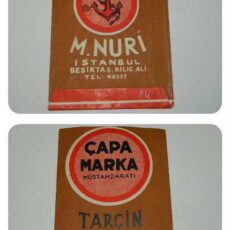 M. NURİ
İSTANBUL
BEŞİKTAŞ, KILIÇ ALİ
TEL: 40337
ÇAPA
MARKA
MÜSTAHZARATI
TARÇIN